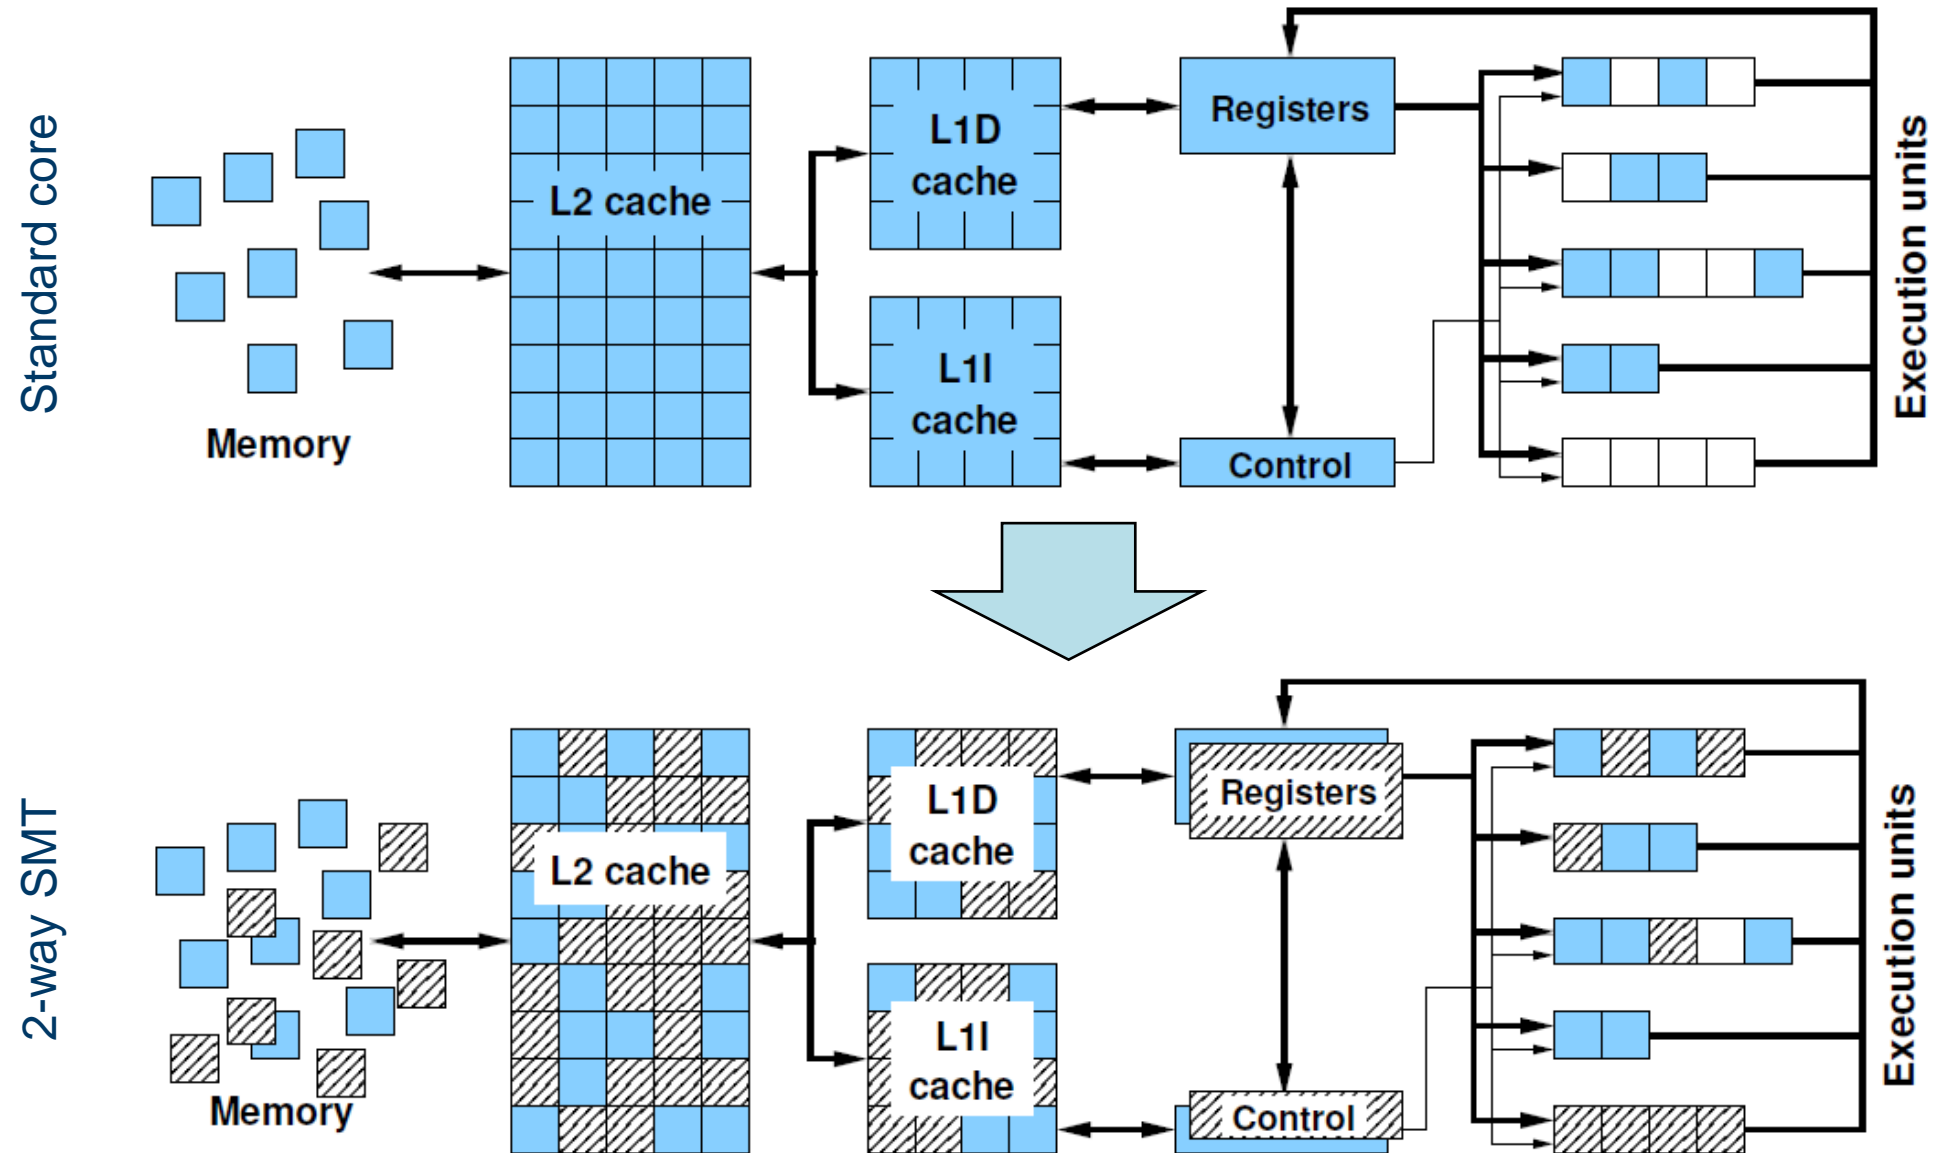 Standard core
Memory
L2 cache
L1D
cache
L1I
cache
Registers
Control
Execution units
2-way SMT
Memory
L2 cache
L1D
cache
L1I
cache
Registers
Control
Execution units